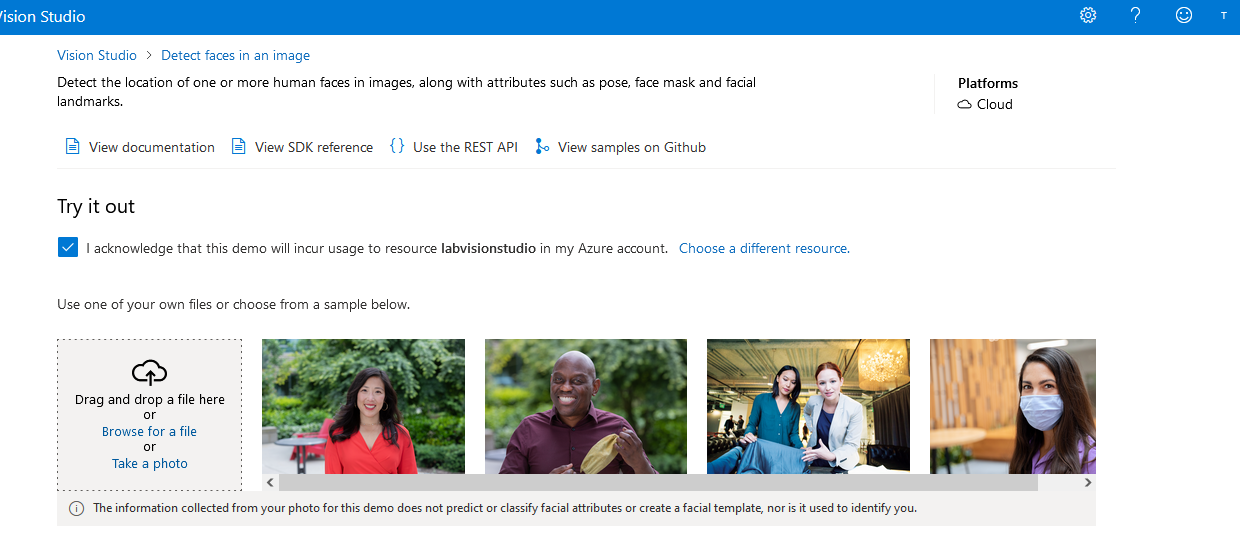 Vision Studio
T
Vision Studio > Detect faces in an image
Detect the location of one or more human faces in images, along with attributes such as pose, face mask and facial
landmarks.
Platforms
Cloud
View documentation View SDK reference {} Use the REST API View samples on Github
Try it out
I acknowledge that this demo will incur usage to resource labvisionstudio in my Azure account. Choose a different resource.
Use one of your own files or choose from a sample below.
Drag and drop a file here
or
Browse for a file
or
Take a photo
The information collected from your photo for this demo does not predict or classify facial attributes or create a facial template, nor is it used to identify you.